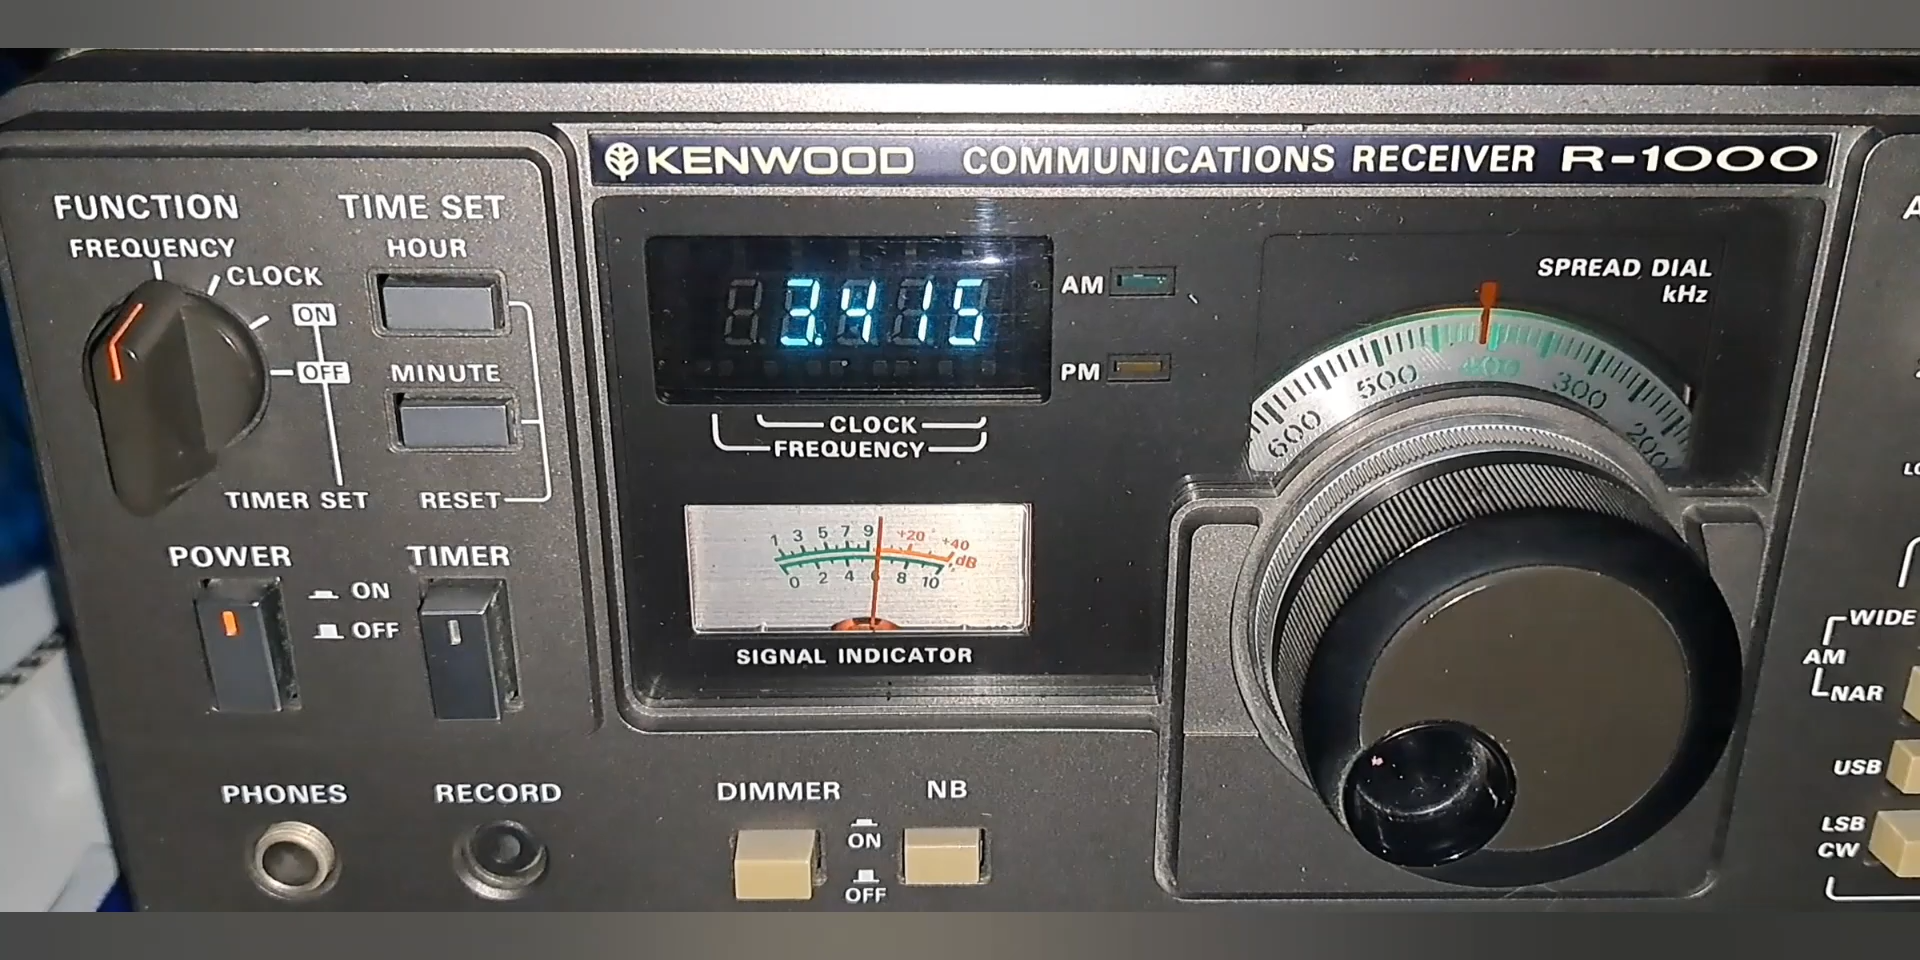 KENWOOD COMMUNICATIONS RECEIVER R-1000
FUNCTION
FREQUENCY
CLOCK
ON
OFF
TIMER SET
TIME SET
HOUR
MINUTE
RESET
3.415
AM
PM
CLOCK
FREQUENCY
SPREAD DIAL
kHz
600 500 400 300 200
POWER
ON
OFF
TIMER
1 3 5 7 9 +20 +40
dB
0 2 4 6 8 10
SIGNAL INDICATOR
PHONES
RECORD
DIMMER
ON
OFF
NB
WIDE
AM
NAR
USB
LSB
CW